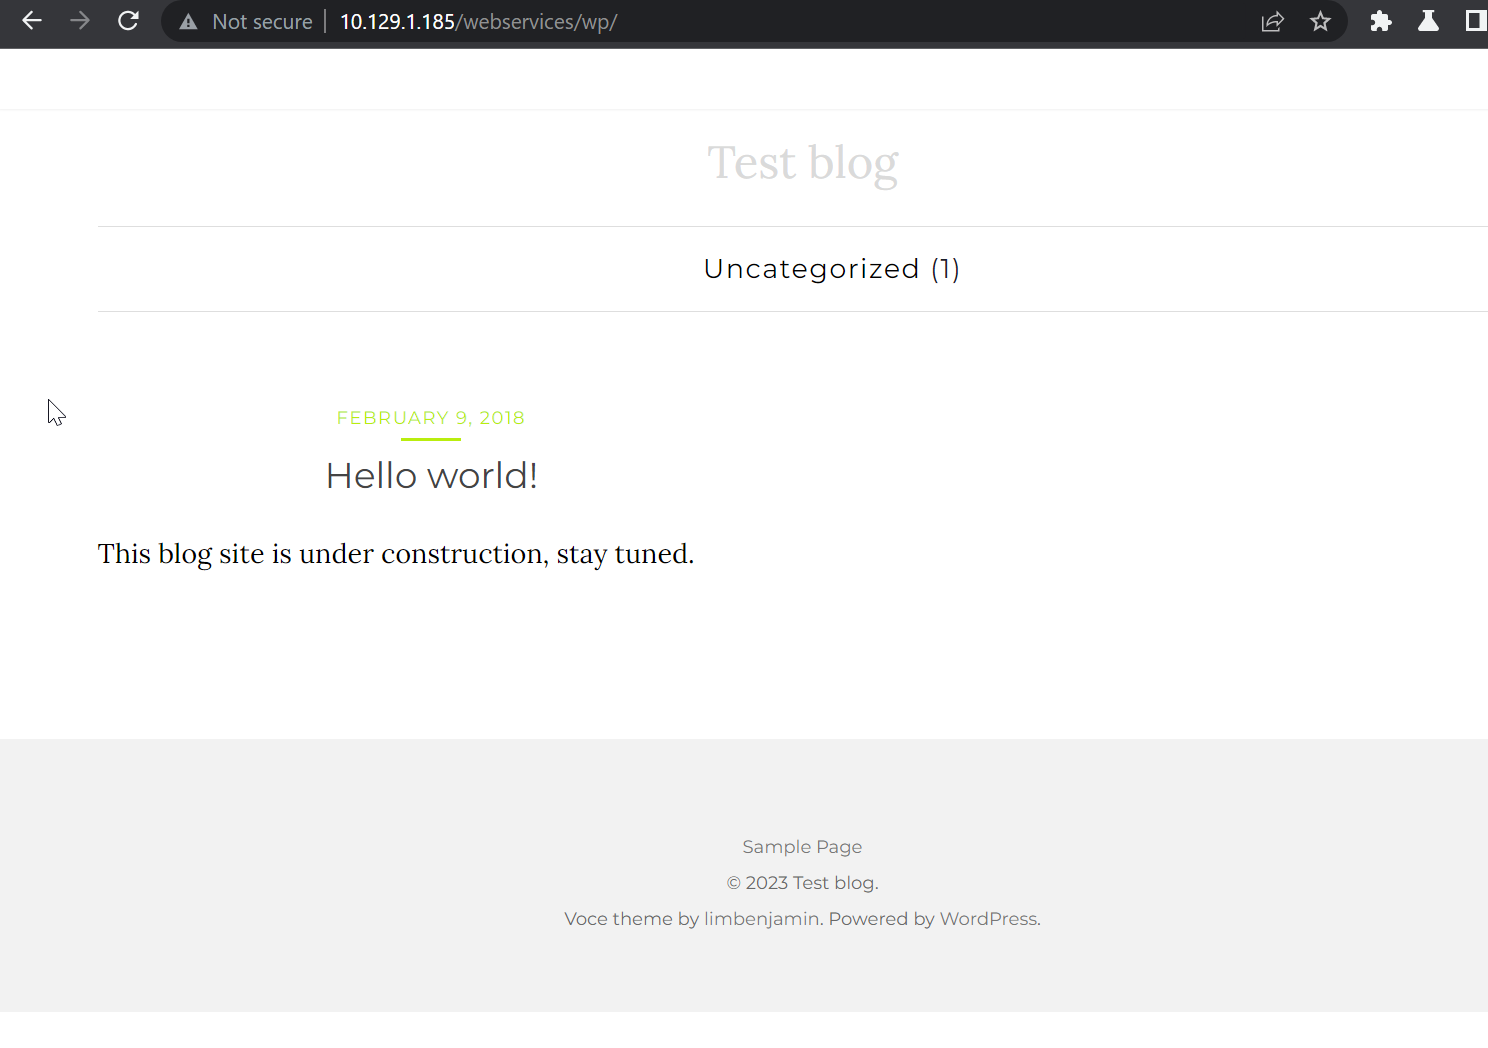 Not secure | 10.129.1.185/webservices/wp/
Test blog
Uncategorized (1)
FEBRUARY 9, 2018
Hello world!
This blog site is under construction, stay tuned.
Sample Page
© 2023 Test blog.
Voce theme by limbenjamin. Powered by WordPress.